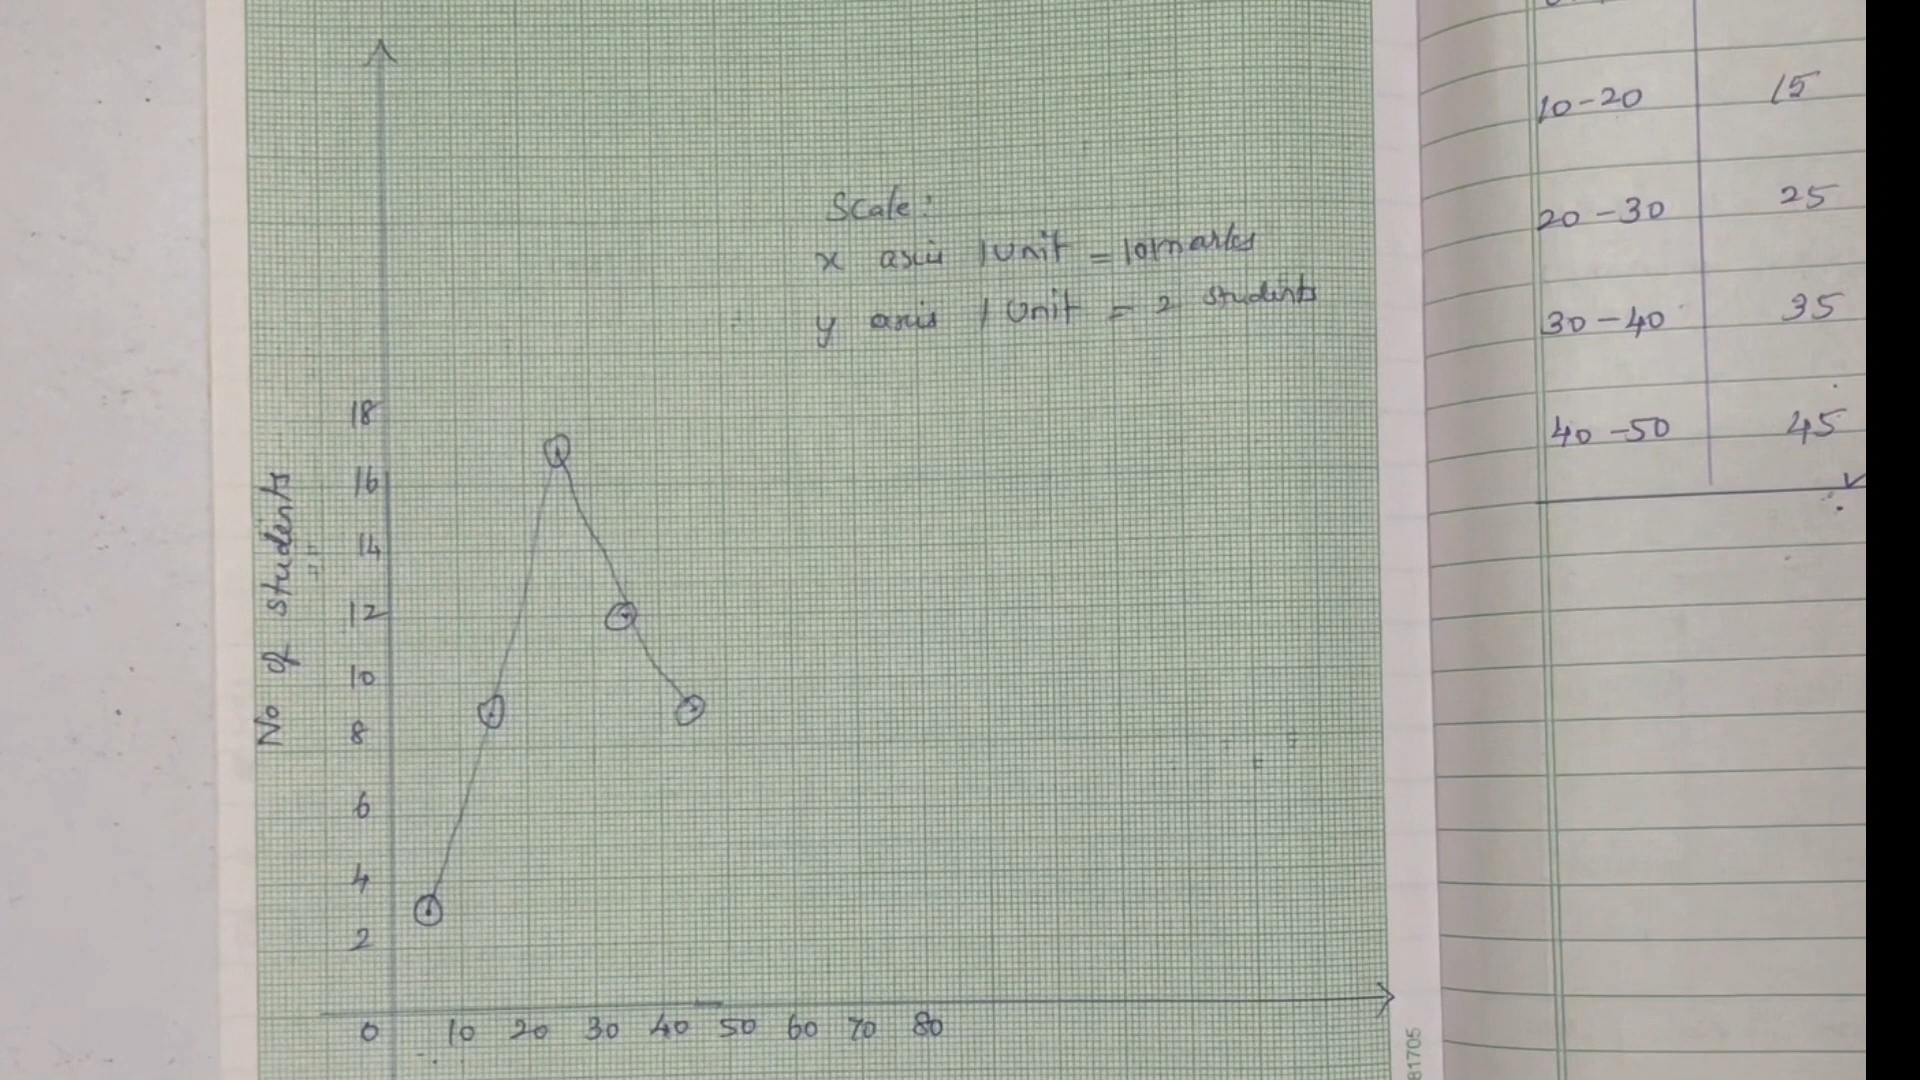 Scale:
x axis 1 Unit = 10 marks
y axis 1 Unit = 2 students
18
16
14
12
10
8
6
4
2
No of students
0 10 20 30 40 50 60 70 80
10-20 15
20-30 25
30-40 35
40-50 45
81705